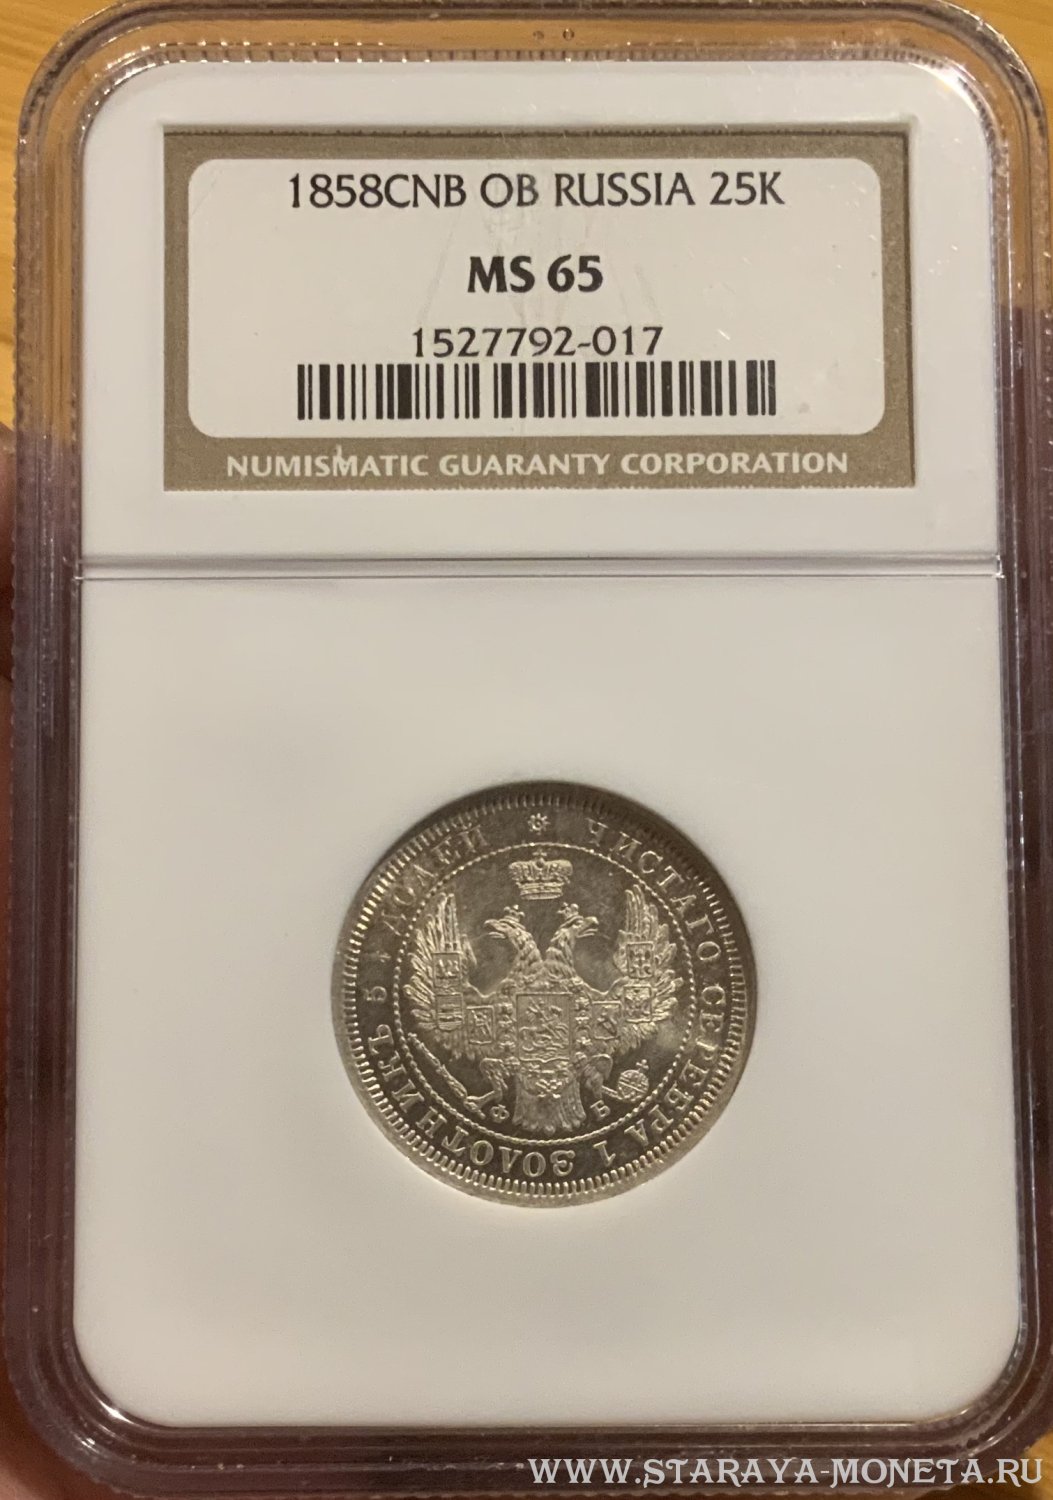 1858CNB OB RUSSIA 25K
MS 65
1527792-017
NUMISMATIC GUARANTY CORPORATION
ЧИСТАГО СЕРЕБРА 1 ЗОЛОТНИКЪ 5¼ ДОЛЕЙ
Ф Б
WWW.STARAYA-MONETA.RU